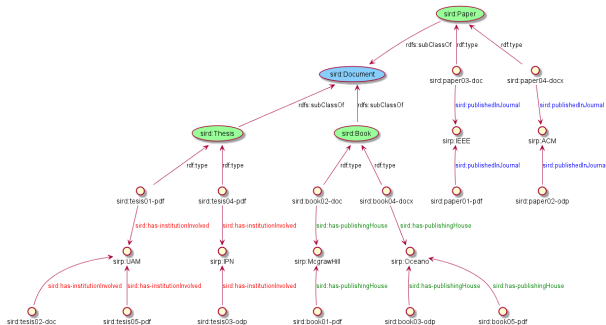 sird:Paper
rdfs:subClassOf
rdf:type
rdf:type
sird:Document
sird:paper03-doc
sird:paper04-docx
rdfs:subClassOf
rdfs:subClassOf
sird:publishedInJournal
sird:publishedInJournal
sird:Thesis
sird:Book
sirp:IEEE
sirp:ACM
rdf:type
rdf:type
rdf:type
rdf:type
sird:publishedInJournal
sird:publishedInJourna
sird:tesis01-pdf
sird:tesis04-pdf
sird:book02-doc
sird:book04-docx
sird:paper01-pdf
sird:paper02-odp
sird:has-institutionInvolved
sird:has-institutionInvolved
sird:has-publishingHouse
sird:has-publishingHouse
sirp:UAM
sirp:IPN
sirp:McgrawHill
sirp:Oceano
sird:has-institutionInvolved
sird:has-institutionInvolved
sird:has-institutionInvolved
sird:has-publishingHouse
sird:has-publishingHouse
sird:has-publishingHouse
sird:tesis02-doc
sird:tesis05-pdf
sird:tesis03-odp
sird:book01-pdf
sird:book03-odp
sird:book05-pdf